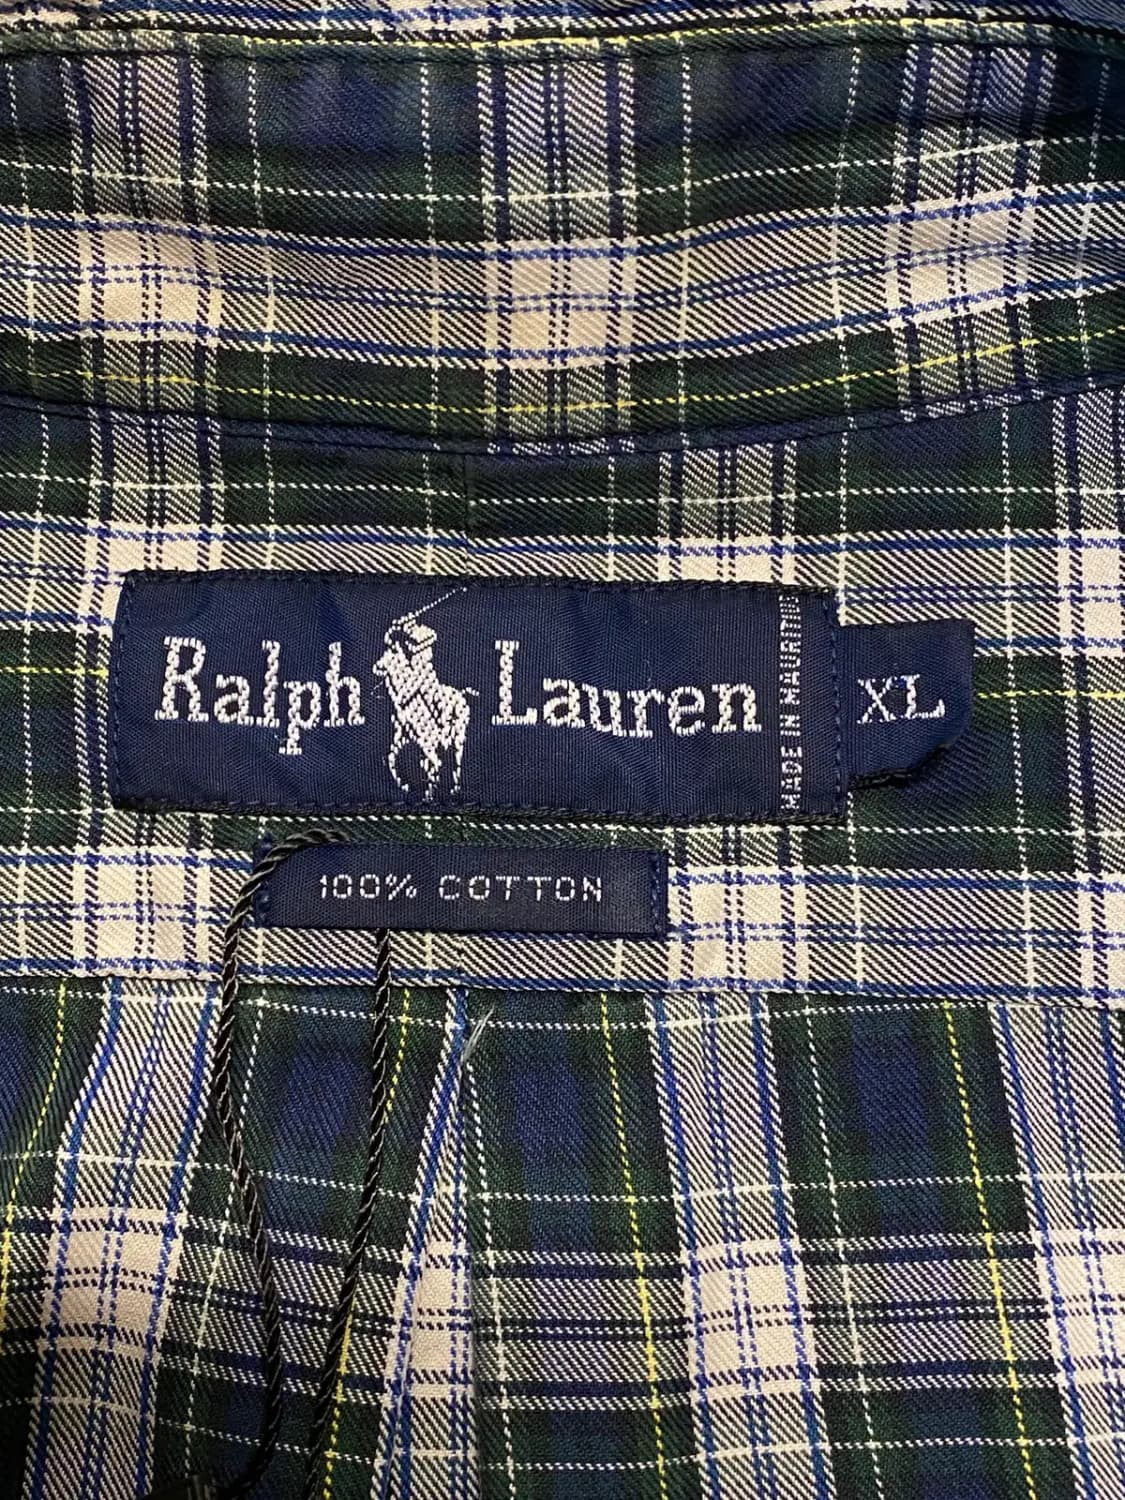 Ralph Lauren
MADE IN MAURITIUS
XL
100% COTTON